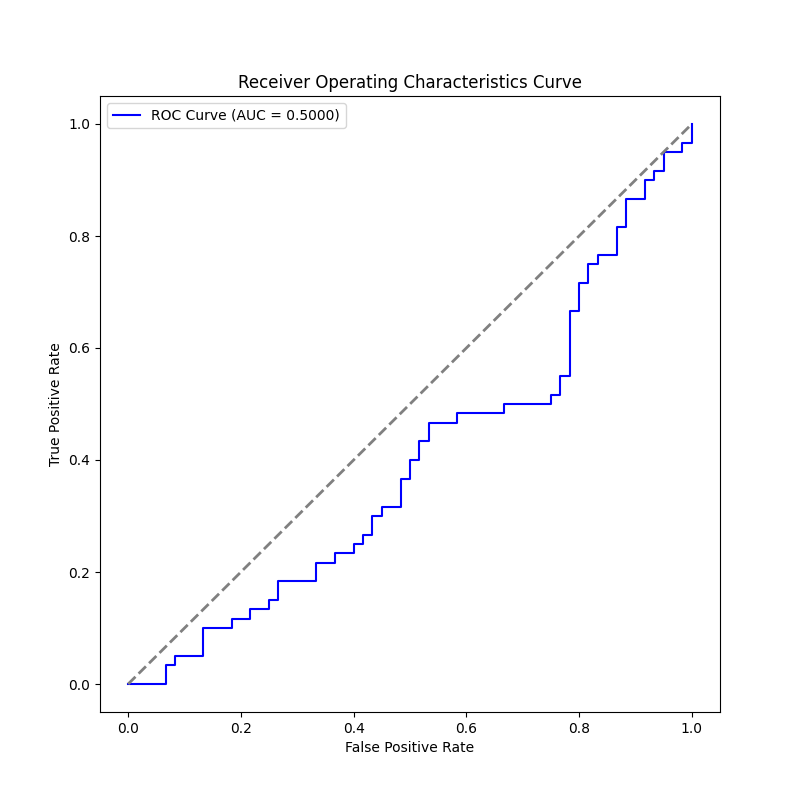 Receiver Operating Characteristics Curve
ROC Curve (AUC = 0.5000)
1.0
0.8
0.6
0.4
0.2
0.0
True Positive Rate
0.0 0.2 0.4 0.6 0.8 1.0
False Positive Rate